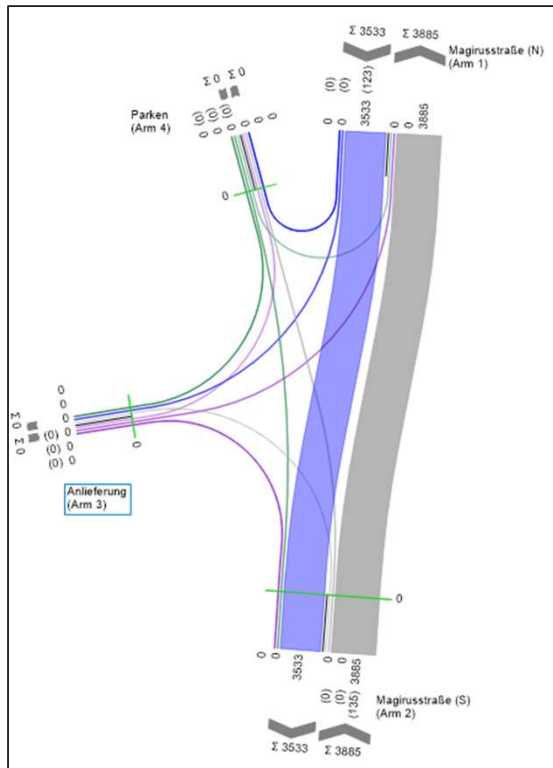 Σ 3533
Σ 3885
Magirusstraße (N)
(Arm 1)
(0)
(0)
(123)
0
0
3533
0
0
3885
Σ 0
Σ 0
Parken
(Arm 4)
(0)
(0)
(0)
0
0
0
0
0
0
0
0
0
0
0
(0)
0
(0)
0
(0)
0
Σ 0
Σ 0
0
Anlieferung
(Arm 3)
0
0
0
3533
0
0
3885
(0)
(0)
(135)
Magirusstraße (S)
(Arm 2)
Σ 3533
Σ 3885